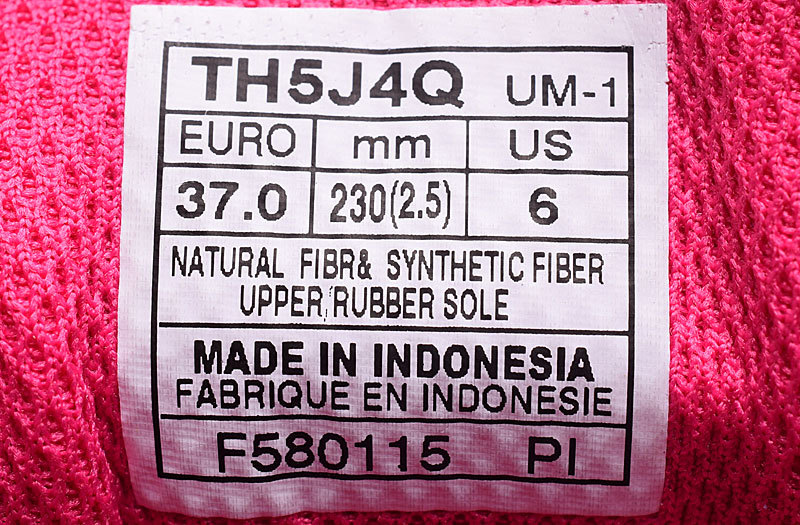 TH5J4Q UM-1
EURO mm US
37.0 230(2.5) 6
NATURAL FIBR& SYNTHETIC FIBER
UPPER, RUBBER SOLE
MADE IN INDONESIA
FABRIQUE EN INDONESIE
F580115 PI